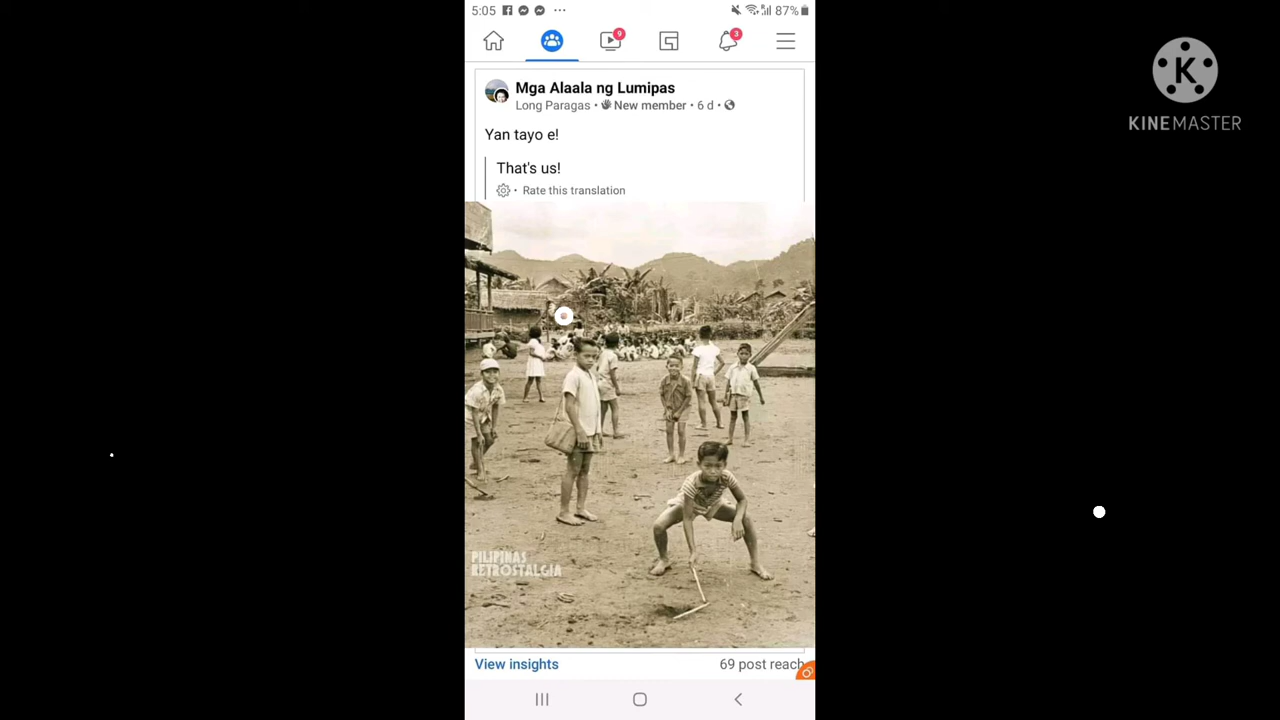 5:05 87%
9 3
Mga Alaala ng Lumipas
Long Paragas • New member • 6 d •
Yan tayo e!
That's us!
• Rate this translation
PILIPINAS
RETROSTALGIA
View insights 69 post reach
K
KINEMASTER